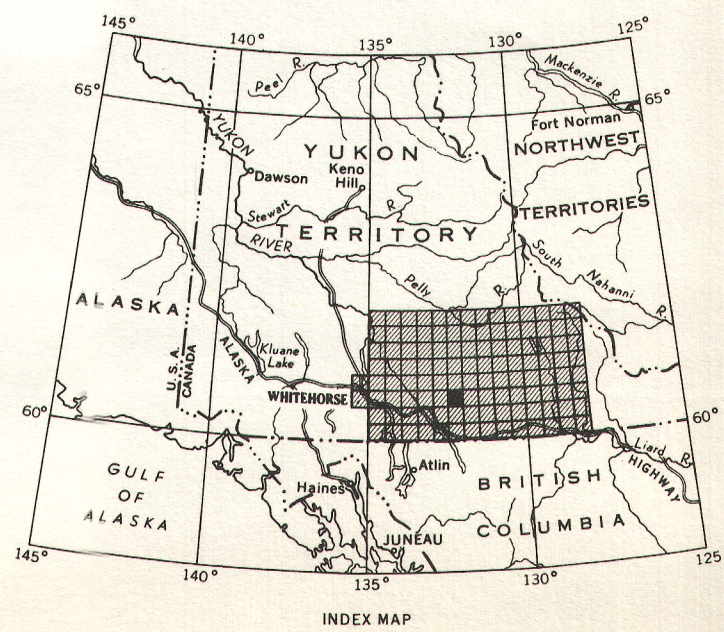 145°
140°
135°
130°
125°
Peel R.
Mackenzie R.
65°
65°
Fort Norman
YUKON
YUKON
NORTHWEST
Keno
Hill
Dawson
Stewart R.
TERRITORIES
TERRITORY
RIVER
South Nahanni R.
Pelly R.
ALASKA
U.S.A.
CANADA
ALASKA
Kluane
Lake
WHITEHORSE
60°
60°
Liard R.
HIGHWAY
Atlin
GULF
OF
ALASKA
BRITISH
Haines
COLUMBIA
JUNEAU
145°
140°
135°
130°
125°
INDEX MAP